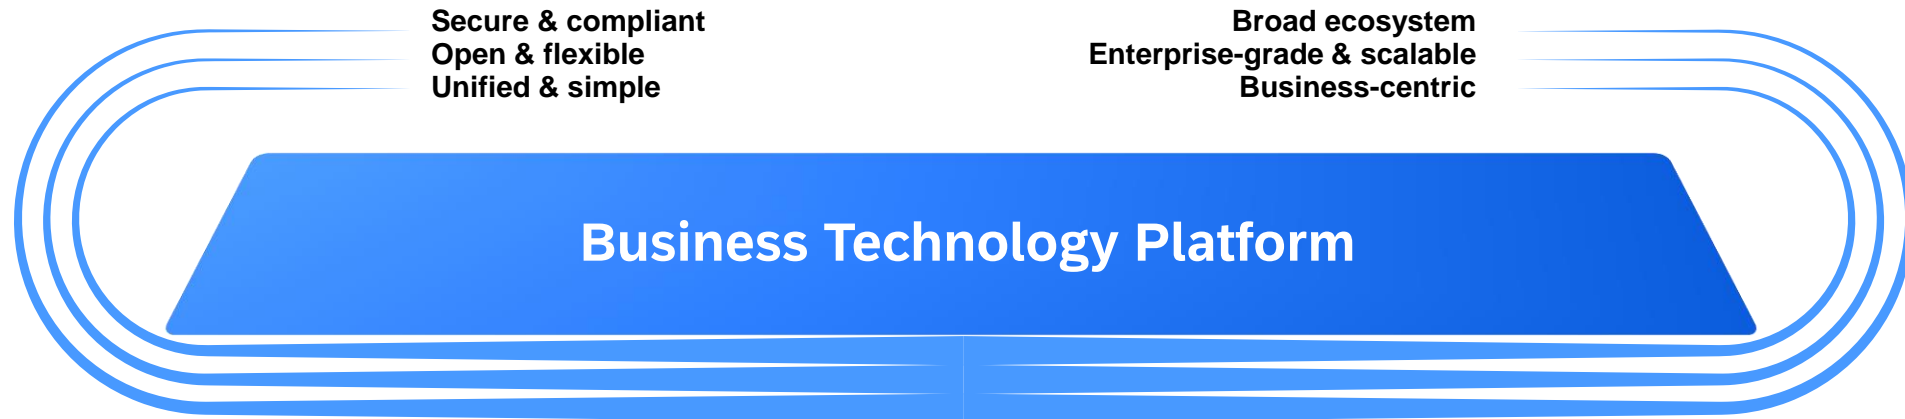 Secure & compliant
Open & flexible
Unified & simple
Broad ecosystem
Enterprise-grade & scalable
Business-centric
Business Technology Platform